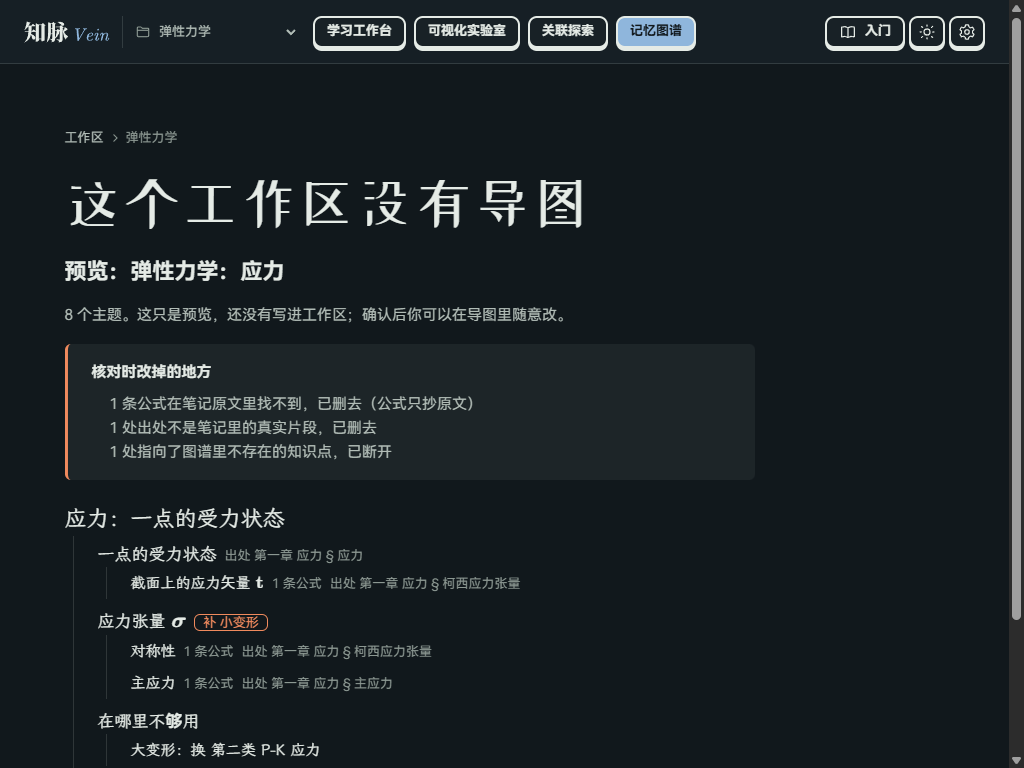 知脉 Vein 弹性力学 学习工作台 可视化实验室 关联探索 记忆图谱 入门
工作区 › 弹性力学
这个工作区没有导图
预览：弹性力学：应力
8 个主题。这只是预览，还没有写进工作区；确认后你可以在导图里随意改。
核对时改掉的地方
1 条公式在笔记原文里找不到，已删去（公式只抄原文）
1 处出处不是笔记里的真实片段，已删去
1 处指向了图谱里不存在的知识点，已断开
应力：一点的受力状态
一点的受力状态 出处 第一章 应力 § 应力
截面上的应力矢量 t 1 条公式 出处 第一章 应力 § 柯西应力张量
应力张量 σ 补 小变形
对称性 1 条公式 出处 第一章 应力 § 柯西应力张量
主应力 1 条公式 出处 第一章 应力 § 主应力
在哪里不够用
大变形：换 第二类 P-K 应力